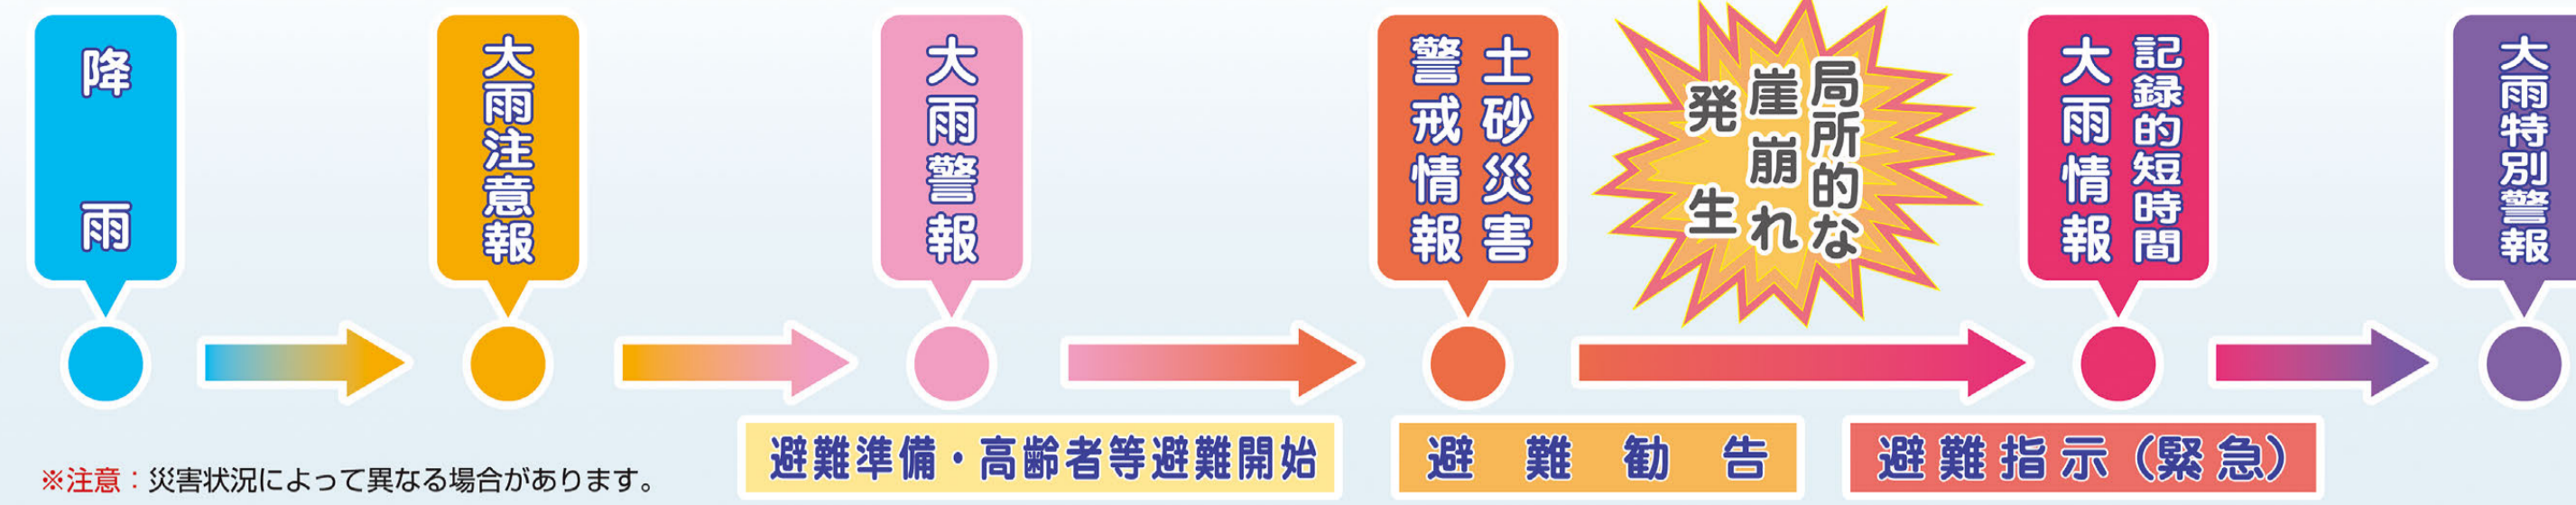 降雨
大雨注意報
大雨警報
土砂災害
警戒情報
局所的な
崖崩れ
発生
記録的短時間
大雨情報
大雨特別警報
避難準備・高齢者等避難開始
避難勧告
避難指示（緊急）
※注意：災害状況によって異なる場合があります。